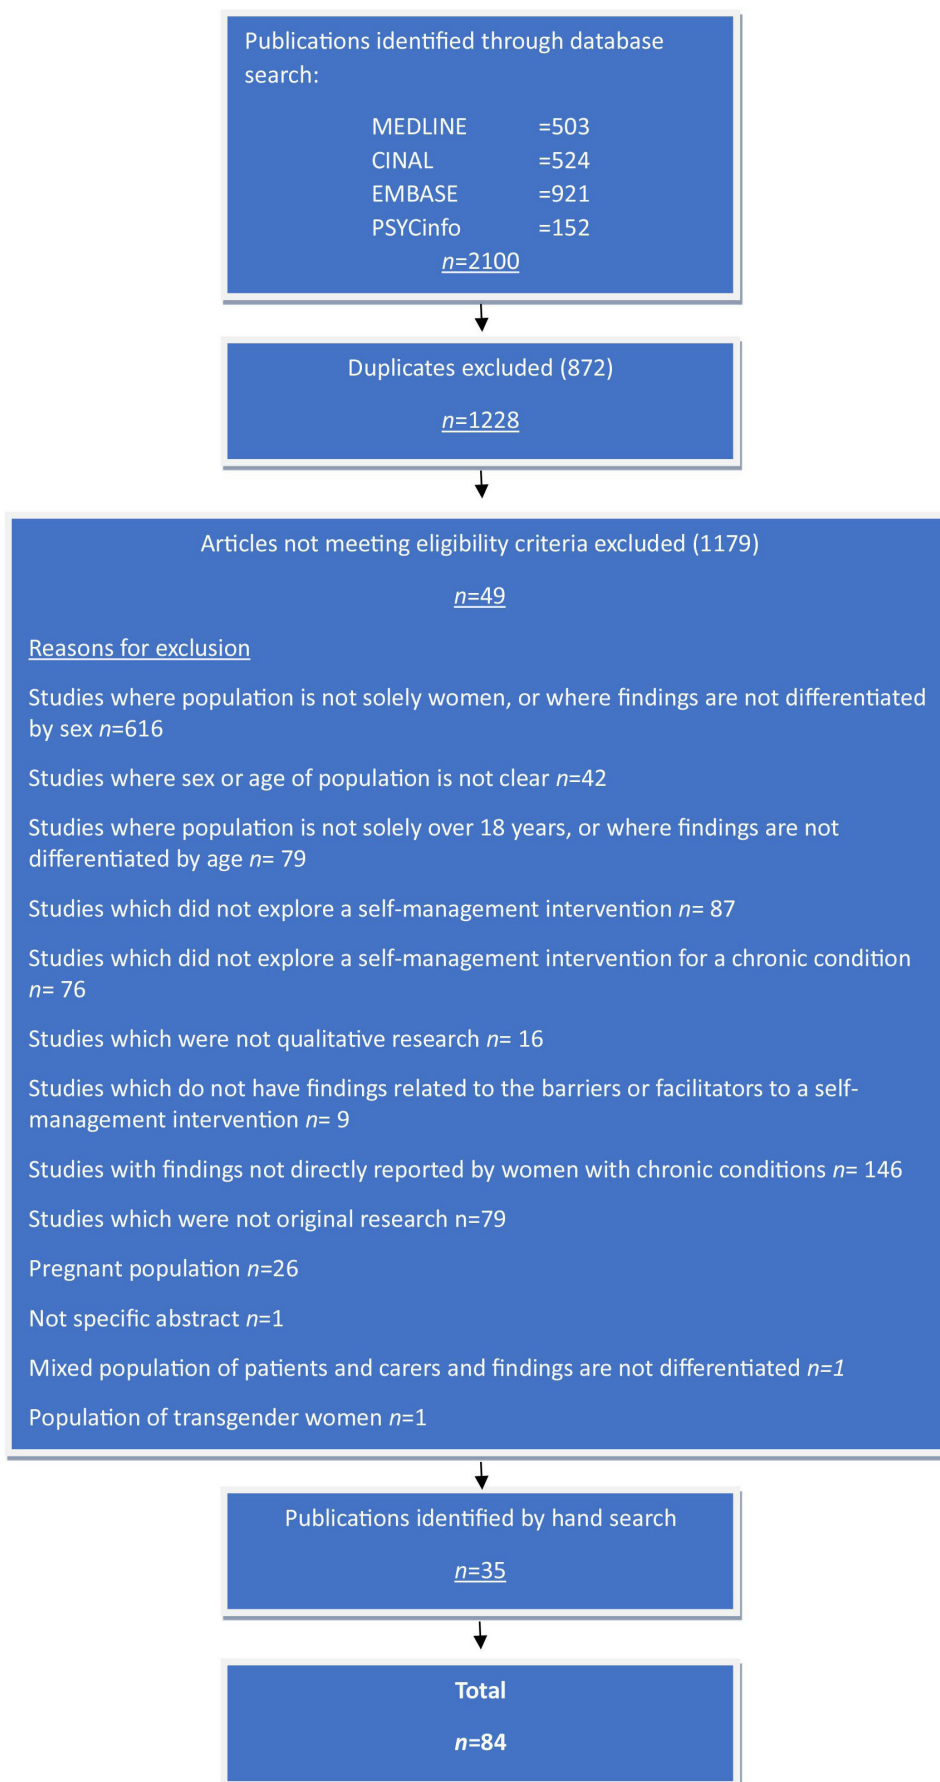 Publications identified through database
search:
MEDLINE =503
CINAL =524
EMBASE =921
PSYCinfo =152
n=2100
Duplicates excluded (872)
n=1228
Articles not meeting eligibility criteria excluded (1179)
n=49
Reasons for exclusion
Studies where population is not solely women, or where findings are not differentiated
by sex n=616
Studies where sex or age of population is not clear n=42
Studies where population is not solely over 18 years, or where findings are not
differentiated by age n= 79
Studies which did not explore a self-management intervention n= 87
Studies which did not explore a self-management intervention for a chronic condition
n= 76
Studies which were not qualitative research n= 16
Studies which do not have findings related to the barriers or facilitators to a self-
management intervention n= 9
Studies with findings not directly reported by women with chronic conditions n= 146
Studies which were not original research n=79
Pregnant population n=26
Not specific abstract n=1
Mixed population of patients and carers and findings are not differentiated n=1
Population of transgender women n=1
Publications identified by hand search
n=35
Total
n=84